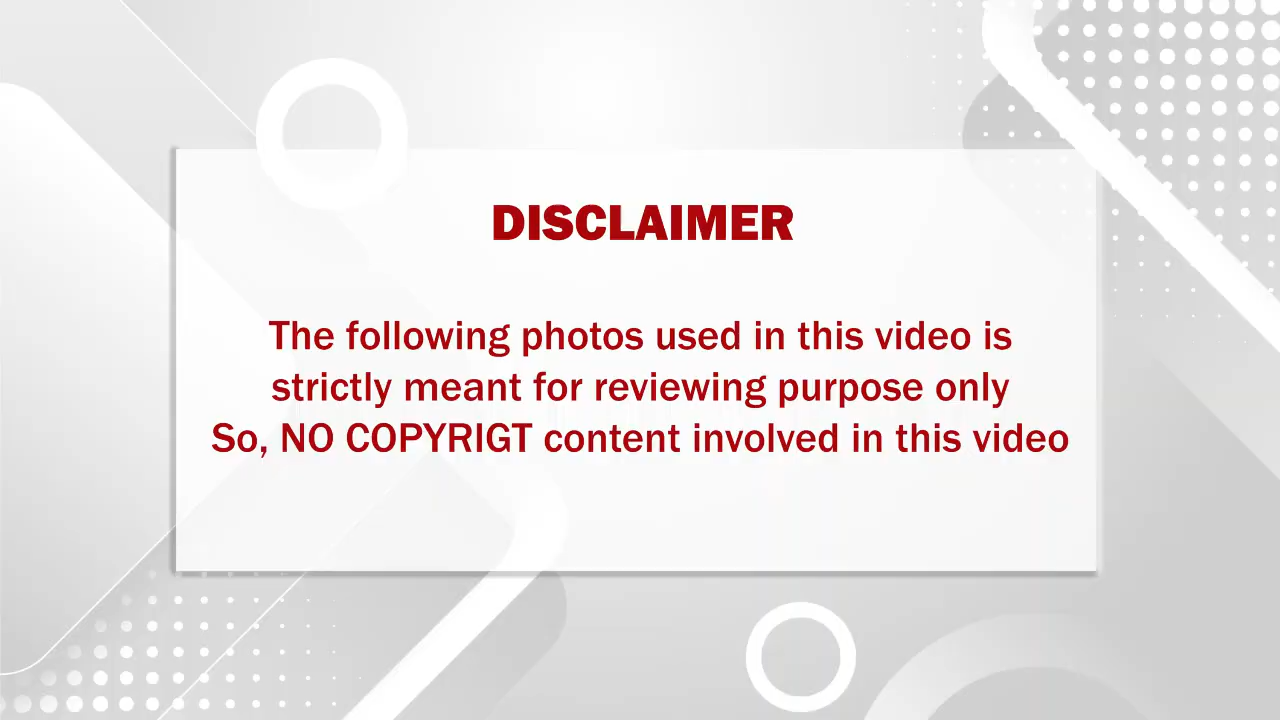 DISCLAIMER
The following photos used in this video is
strictly meant for reviewing purpose only
So, NO COPYRIGT content involved in this video